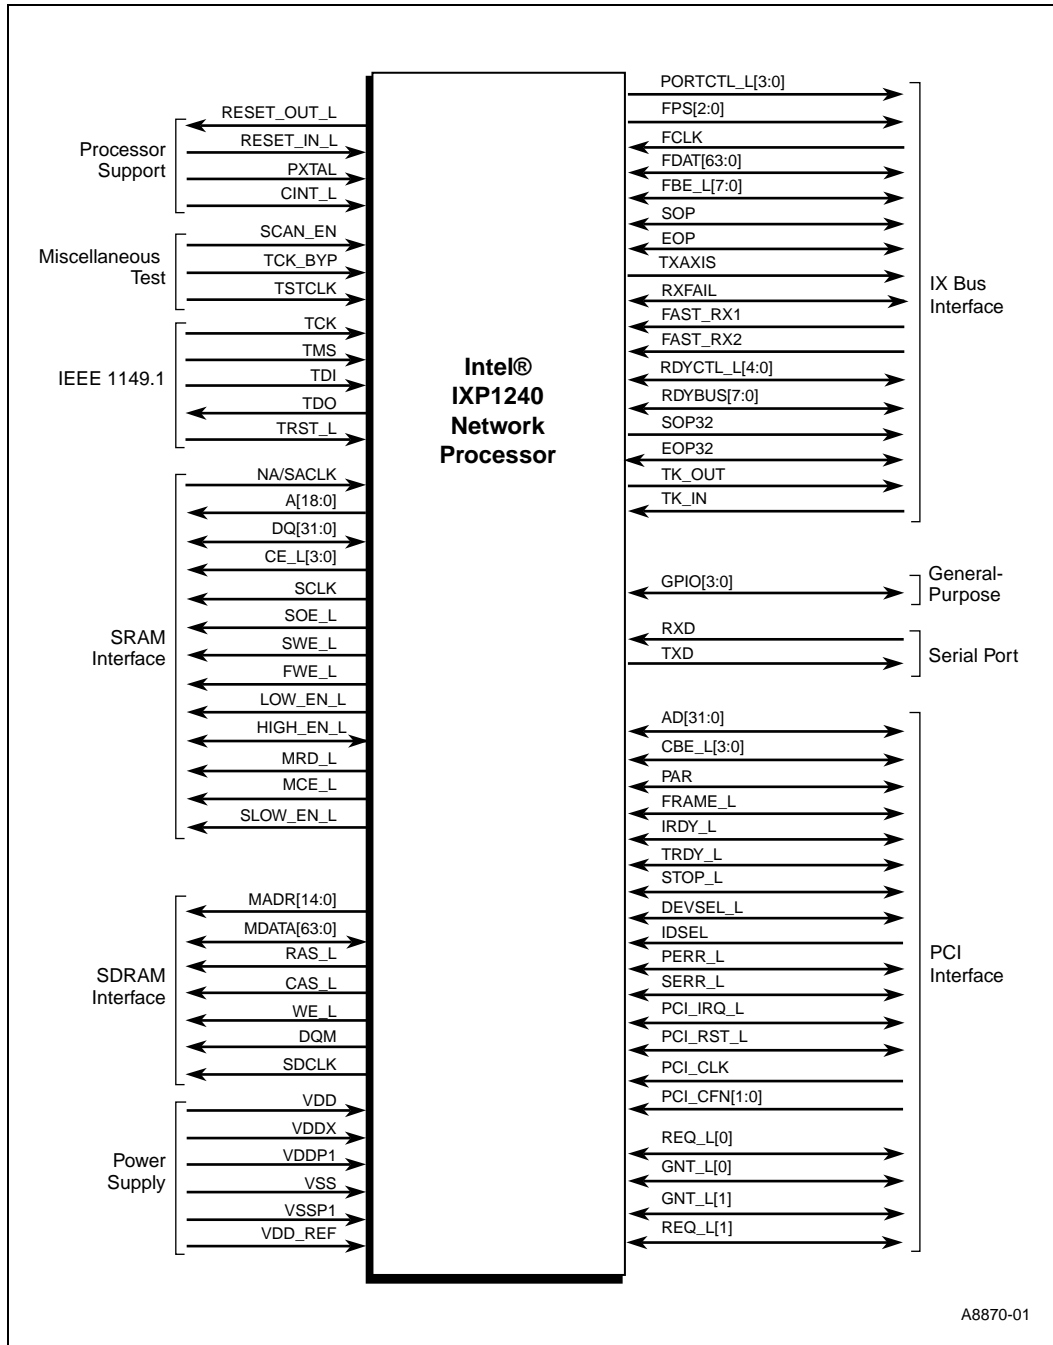 RESET_OUT_L
RESET_IN_L
PXTAL
CINT_L
Processor
Support
SCAN_EN
TCK_BYP
TSTCLK
Miscellaneous
Test
TCK
TMS
TDI
TDO
TRST_L
IEEE 1149.1
NA/SACLK
A[18:0]
DQ[31:0]
CE_L[3:0]
SCLK
SOE_L
SWE_L
FWE_L
LOW_EN_L
HIGH_EN_L
MRD_L
MCE_L
SLOW_EN_L
SRAM
Interface
MADR[14:0]
MDATA[63:0]
RAS_L
CAS_L
WE_L
DQM
SDCLK
SDRAM
Interface
VDD
VDDX
VDDP1
VSS
VSSP1
VDD_REF
Power
Supply
Intel®
IXP1240
Network
Processor
PORTCTL_L[3:0]
FPS[2:0]
FCLK
FDAT[63:0]
FBE_L[7:0]
SOP
EOP
TXAXIS
RXFAIL
FAST_RX1
FAST_RX2
RDYCTL_L[4:0]
RDYBUS[7:0]
SOP32
EOP32
TK_OUT
TK_IN
IX Bus
Interface
GPIO[3:0]
General-
Purpose
RXD
TXD
Serial Port
AD[31:0]
CBE_L[3:0]
PAR
FRAME_L
IRDY_L
TRDY_L
STOP_L
DEVSEL_L
IDSEL
PERR_L
SERR_L
PCI_IRQ_L
PCI_RST_L
PCI_CLK
PCI_CFN[1:0]
REQ_L[0]
GNT_L[0]
GNT_L[1]
REQ_L[1]
PCI
Interface
A8870-01